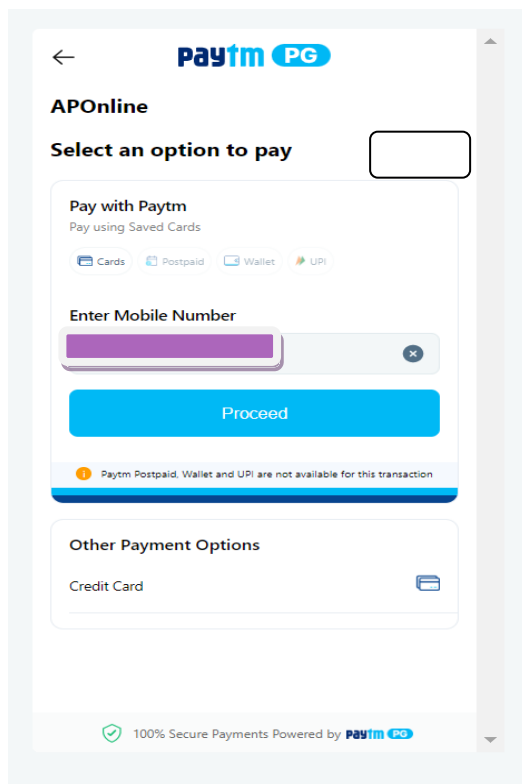 paytm PG
APOnline
Select an option to pay
Pay with Paytm
Pay using Saved Cards
Cards Postpaid Wallet UPI
Enter Mobile Number
Proceed
Paytm Postpaid, Wallet and UPI are not available for this transaction
Other Payment Options
Credit Card
100% Secure Payments Powered by paytm PG